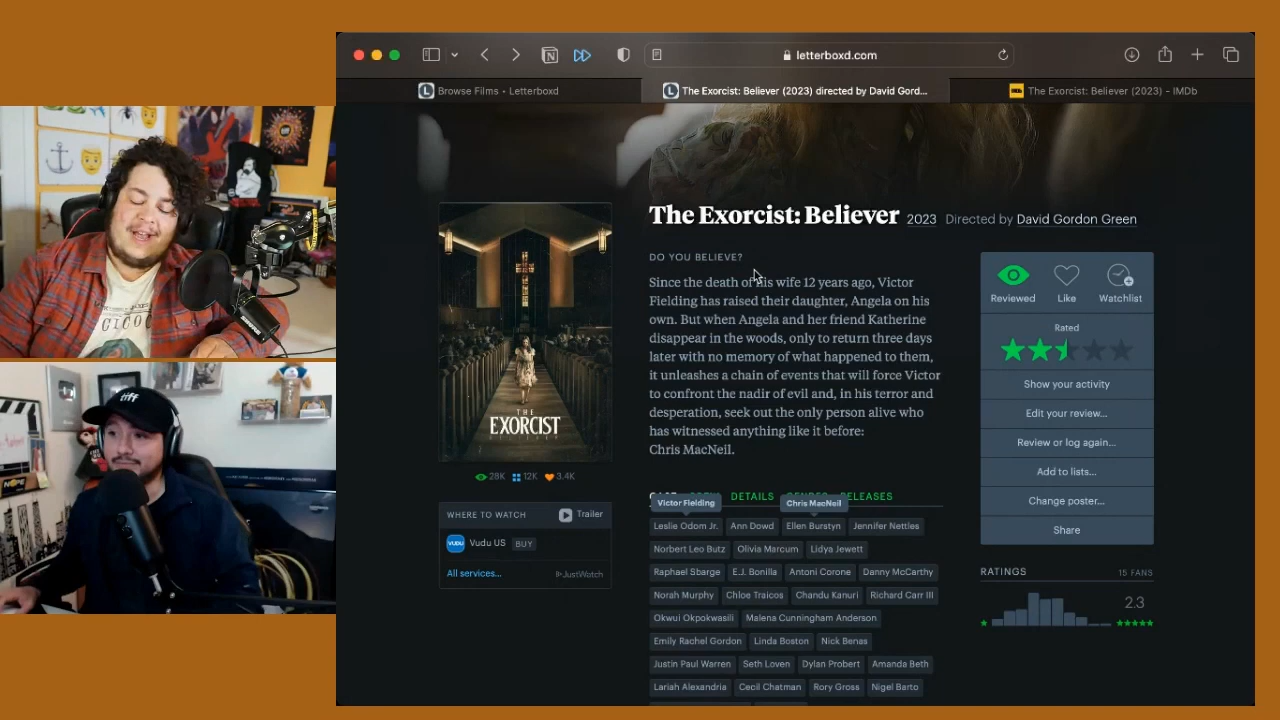 letterboxd.com
Browse Films • Letterboxd
The Exorcist: Believer (2023) directed by David Gord...
The Exorcist: Believer (2023) – IMDb
The Exorcist: Believer 2023 Directed by David Gordon Green
DO YOU BELIEVE?
Since the death of his wife 12 years ago, Victor
Fielding has raised their daughter, Angela on his
own. But when Angela and her friend Katherine
disappear in the woods, only to return three days
later with no memory of what happened to them,
it unleashes a chain of events that will force Victor
to confront the nadir of evil and, in his terror and
desperation, seek out the only person alive who
has witnessed anything like it before:
Chris MacNeil.
THE
EXORCIST
28K 12K 3.4K
WHERE TO WATCH Trailer
VUDU Vudu US BUY
All services... JustWatch
DETAILS RELEASES
Victor Fielding Chris MacNeil
Leslie Odom Jr. Ann Dowd Ellen Burstyn Jennifer Nettles
Norbert Leo Butz Olivia Marcum Lidya Jewett
Raphael Sbarge E.J. Bonilla Antoni Corone Danny McCarthy
Norah Murphy Chloe Traicos Chandu Kanuri Richard Carr III
Okwui Okpokwasili Malena Cunningham Anderson
Emily Rachel Gordon Linda Boston Nick Benas
Justin Paul Warren Seth Loven Dylan Probert Amanda Beth
Lariah Alexandria Cecil Chatman Rory Gross Nigel Barto
Reviewed Like Watchlist
Rated
Show your activity
Edit your review...
Review or log again...
Add to lists...
Change poster...
Share
RATINGS 15 FANS
2.3
tiff
NOPE